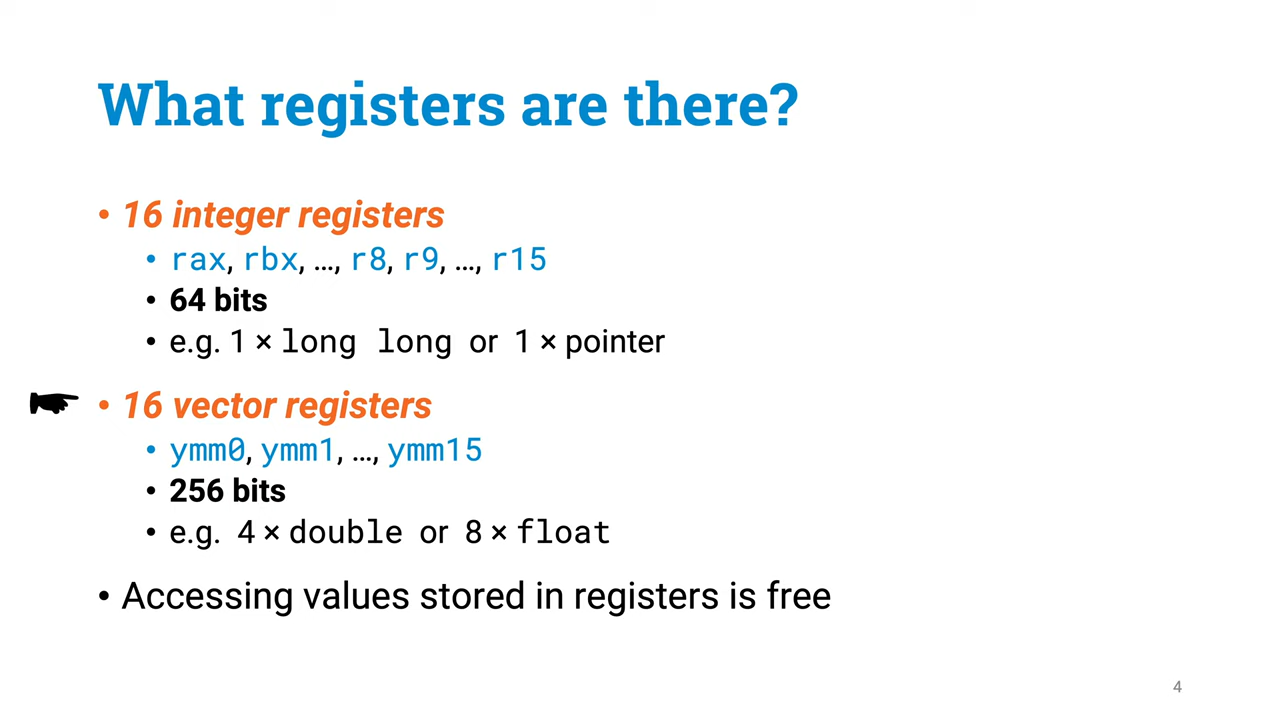 What registers are there?
• 16 integer registers
• rax, rbx, …, r8, r9, …, r15
• 64 bits
• e.g. 1 × long long or 1 × pointer
• 16 vector registers
• ymm0, ymm1, …, ymm15
• 256 bits
• e.g. 4 × double or 8 × float
• Accessing values stored in registers is free
4